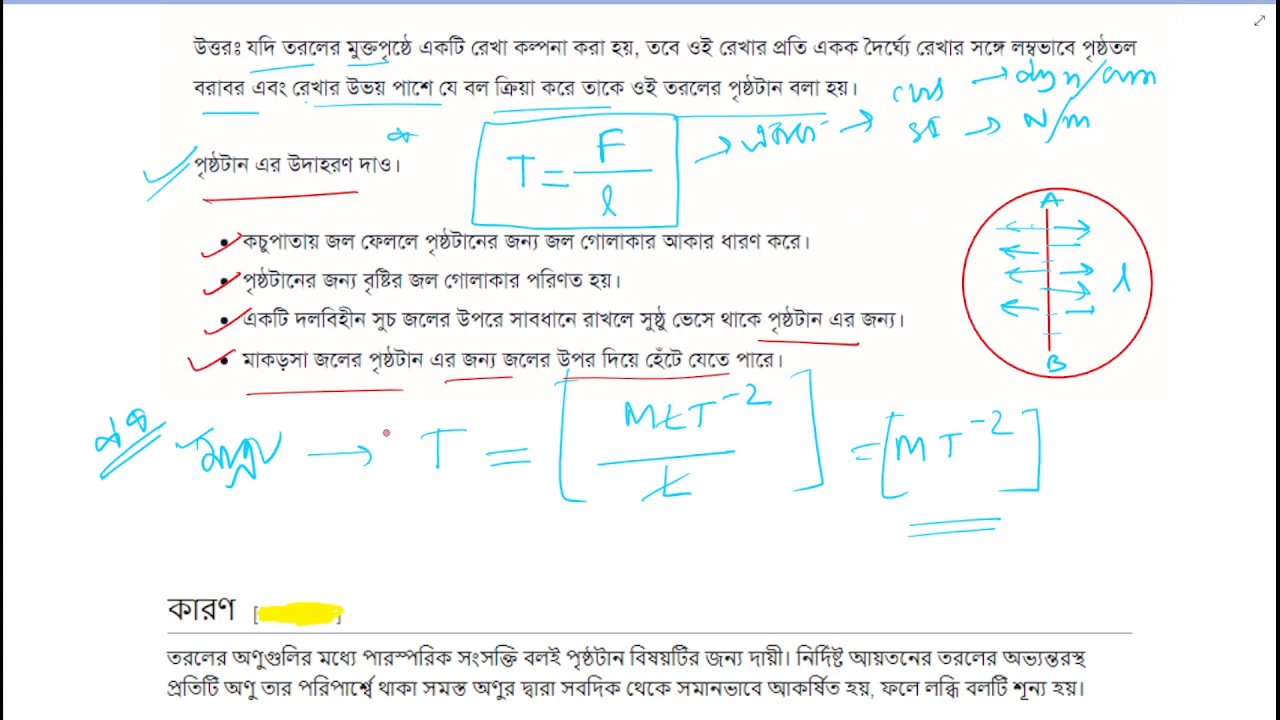 উত্তরঃ যদি তরলের মুক্তপৃষ্ঠে একটি রেখা কল্পনা করা হয়, তবে ওই রেখার প্রতি একক দৈর্ঘ্যে রেখার সঙ্গে লম্বভাবে পৃষ্ঠতল
বরাবর এবং রেখার উভয় পাশে যে বল ক্রিয়া করে তাকে ওই তরলের পৃষ্ঠটান বলা হয়।
→ একক → CGS → dyn/cm
SI → N/m
T = F / l
পৃষ্ঠটান এর উদাহরণ দাও।
A
l
B
• কচুপাতায় জল ফেললে পৃষ্ঠটানের জন্য জল গোলাকার আকার ধারণ করে।
• পৃষ্ঠটানের জন্য বৃষ্টির জল গোলাকার পরিণত হয়।
• একটি দলবিহীন সুচ জলের উপরে সাবধানে রাখলে সুষ্ঠু ভেসে থাকে পৃষ্ঠটান এর জন্য।
• মাকড়সা জলের পৃষ্ঠটান এর জন্য জলের উপর দিয়ে হেঁটে যেতে পারে।
মাত্রা → T = [MLT⁻² / L] = [MT⁻²]
কারণ [ ]
তরলের অণুগুলির মধ্যে পারস্পরিক সংসক্তি বলই পৃষ্ঠটান বিষয়টির জন্য দায়ী। নির্দিষ্ট আয়তনের তরলের অভ্যন্তরস্থ
প্রতিটি অণু তার পরিপার্শ্বে থাকা সমস্ত অণুর দ্বারা সবদিক থেকে সমানভাবে আকর্ষিত হয়, ফলে লব্ধি বলটি শূন্য হয়।